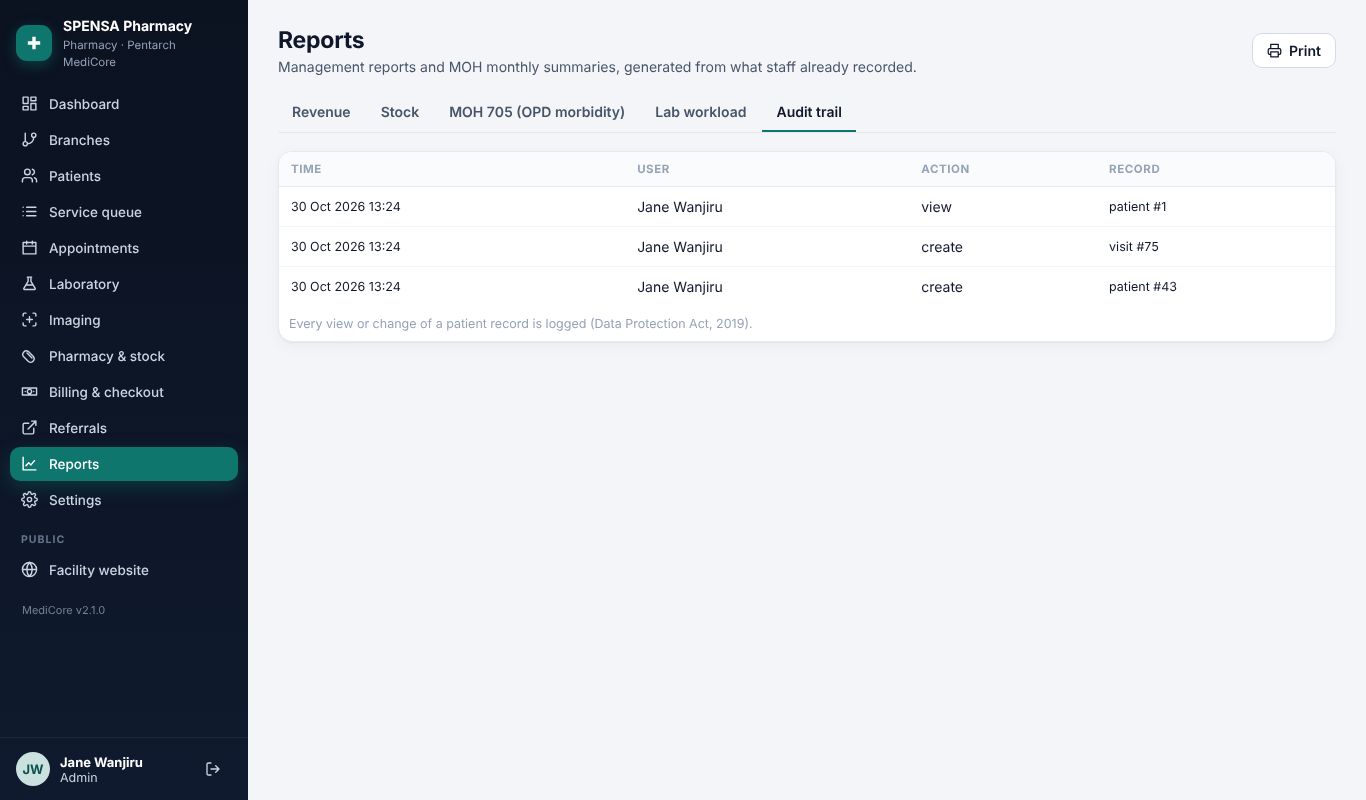 SPENSA Pharmacy
Pharmacy · Pentarch
MediCore
Dashboard
Branches
Patients
Service queue
Appointments
Laboratory
Imaging
Pharmacy & stock
Billing & checkout
Referrals
Reports
Settings
PUBLIC
Facility website
MediCore v2.1.0
JW
Jane Wanjiru
Admin
Reports
Management reports and MOH monthly summaries, generated from what staff already recorded.
Print
Revenue Stock MOH 705 (OPD morbidity) Lab workload Audit trail
TIME USER ACTION RECORD
30 Oct 2026 13:24 Jane Wanjiru view patient #1
30 Oct 2026 13:24 Jane Wanjiru create visit #75
30 Oct 2026 13:24 Jane Wanjiru create patient #43
Every view or change of a patient record is logged (Data Protection Act, 2019).